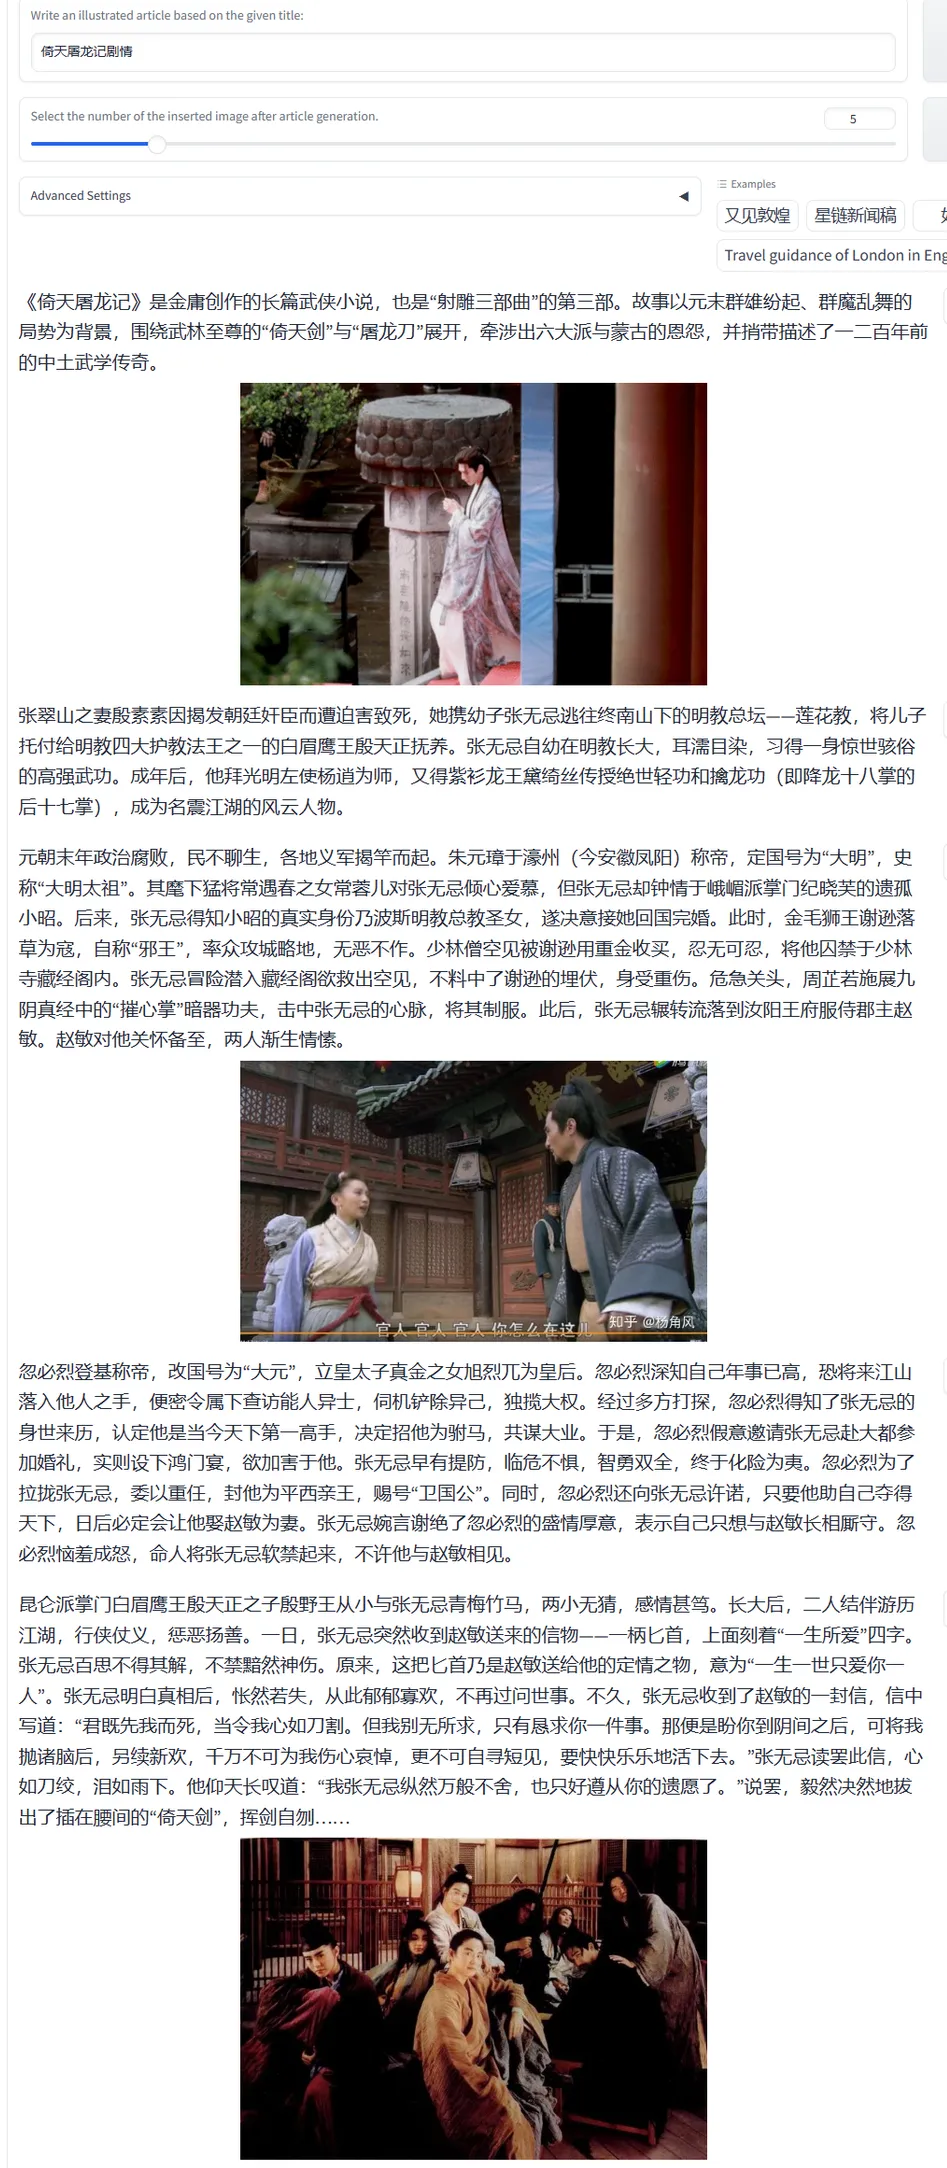 Write an illustrated article based on the given title:
倚天屠龙记剧情
Select the number of the inserted image after article generation.
5
Advanced Settings
Examples
又见敦煌
星链新闻稿
Travel guidance of London in Eng
《倚天屠龙记》是金庸创作的长篇武侠小说，也是“射雕三部曲”的第三部。故事以元末群雄纷起、群魔乱舞的
局势为背景，围绕武林至尊的“倚天剑”与“屠龙刀”展开，牵涉出六大派与蒙古的恩怨，并捎带描述了一二百年前
的中土武学传奇。
张翠山之妻殷素素因揭发朝廷奸臣而遭迫害致死，她携幼子张无忌逃往终南山下的明教总坛——莲花教，将儿子
托付给明教四大护教法王之一的白眉鹰王殷天正抚养。张无忌自幼在明教长大，耳濡目染，习得一身惊世骇俗
的高强武功。成年后，他拜光明左使杨逍为师，又得紫衫龙王黛绮丝传授绝世轻功和擒龙功（即降龙十八掌的
后十七掌），成为名震江湖的风云人物。
元朝末年政治腐败，民不聊生，各地义军揭竿而起。朱元璋于濠州（今安徽凤阳）称帝，定国号为“大明”，史
称“大明太祖”。其麾下猛将常遇春之女常蓉儿对张无忌倾心爱慕，但张无忌却钟情于峨嵋派掌门纪晓芙的遗孤
小昭。后来，张无忌得知小昭的真实身份乃波斯明教总教圣女，遂决意接她回国完婚。此时，金毛狮王谢逊落
草为寇，自称“邪王”，率众攻城略地，无恶不作。少林僧空见被谢逊用重金收买，忍无可忍，将他囚禁于少林
寺藏经阁内。张无忌冒险潜入藏经阁欲救出空见，不料中了谢逊的埋伏，身受重伤。危急关头，周芷若施展九
阴真经中的“摧心掌”暗器功夫，击中张无忌的心脉，将其制服。此后，张无忌辗转流落到汝阳王府服侍郡主赵
敏。赵敏对他关怀备至，两人渐生情愫。
官人 官人 官人 你怎么在这儿
知乎 @杨角风
忽必烈登基称帝，改国号为“大元”，立皇太子真金之女旭烈兀为皇后。忽必烈深知自己年事已高，恐将来江山
落入他人之手，便密令属下查访能人异士，伺机铲除异己，独揽大权。经过多方打探，忽必烈得知了张无忌的
身世来历，认定他是当今天下第一高手，决定招他为驸马，共谋大业。于是，忽必烈假意邀请张无忌赴大都参
加婚礼，实则设下鸿门宴，欲加害于他。张无忌早有提防，临危不惧，智勇双全，终于化险为夷。忽必烈为了
拉拢张无忌，委以重任，封他为平西亲王，赐号“卫国公”。同时，忽必烈还向张无忌许诺，只要他助自己夺得
天下，日后必定会让他娶赵敏为妻。张无忌婉言谢绝了忽必烈的盛情厚意，表示自己只想与赵敏长相厮守。忽
必烈恼羞成怒，命人将张无忌软禁起来，不许他与赵敏相见。
昆仑派掌门白眉鹰王殷天正之子殷野王从小与张无忌青梅竹马，两小无猜，感情甚笃。长大后，二人结伴游历
江湖，行侠仗义，惩恶扬善。一日，张无忌突然收到赵敏送来的信物——一柄匕首，上面刻着“一生所爱”四字。
张无忌百思不得其解，不禁黯然神伤。原来，这把匕首乃是赵敏送给他的定情之物，意为“一生一世只爱你一
人”。张无忌明白真相后，怅然若失，从此郁郁寡欢，不再过问世事。不久，张无忌收到了赵敏的一封信，信中
写道：“君既先我而死，当令我心如刀割。但我别无所求，只有恳求你一件事。那便是盼你到阴间之后，可将我
抛诸脑后，另续新欢，千万不可为我伤心哀悼，更不可自寻短见，要快快乐乐地活下去。”张无忌读罢此信，心
如刀绞，泪如雨下。他仰天长叹道：“我张无忌纵然万般不舍，也只好遵从你的遗愿了。”说罢，毅然决然地拔
出了插在腰间的“倚天剑”，挥剑自刎……